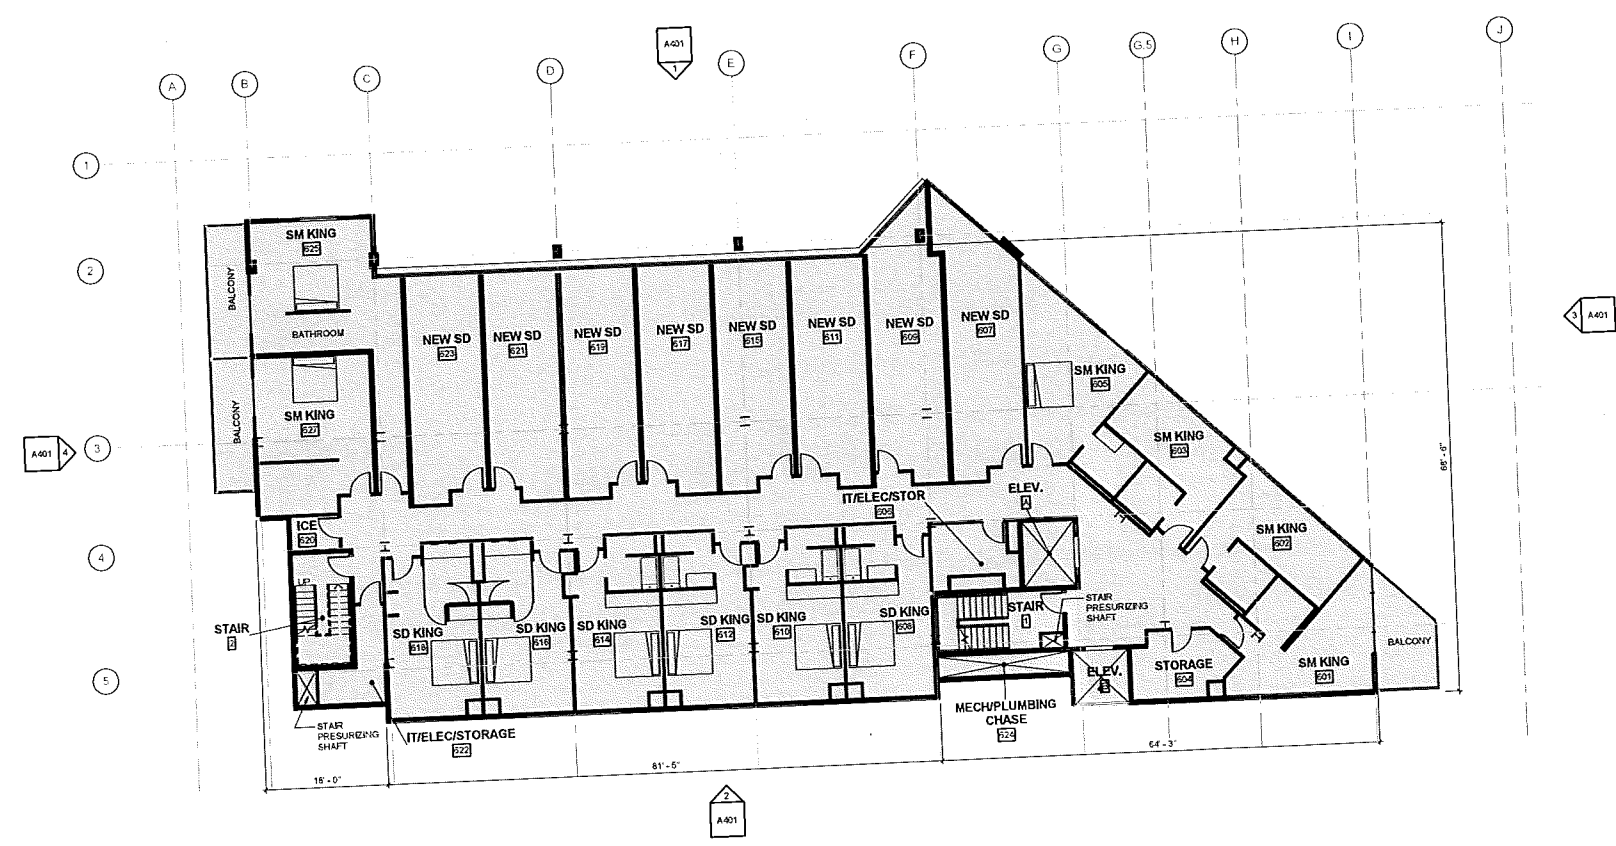 A401
1
A
B
C
D
E
F
G
G.5
H
I
J
1
2
3
4
5
SM KING
625
BALCONY
BATHROOM
SM KING
627
BALCONY
NEW SD
623
NEW SD
621
NEW SD
619
NEW SD
617
NEW SD
615
NEW SD
611
NEW SD
609
NEW SD
607
SM KING
605
SM KING
603
SM KING
602
SM KING
601
BALCONY
3
A401
A401
4
68' - 6"
ICE
620
IT/ELEC/STOR
606
ELEV.
A
UP
STAIR
2
SD KING
618
SD KING
616
SD KING
614
SD KING
612
SD KING
610
SD KING
608
STAIR
1
STAIR
PRESURIZING
SHAFT
STORAGE
604
ELEV.
MECH/PLUMBING
CHASE
624
STAIR
PRESURIZING
SHAFT
IT/ELEC/STORAGE
622
16' - 0"
81' - 5"
64' - 3"
2
A401